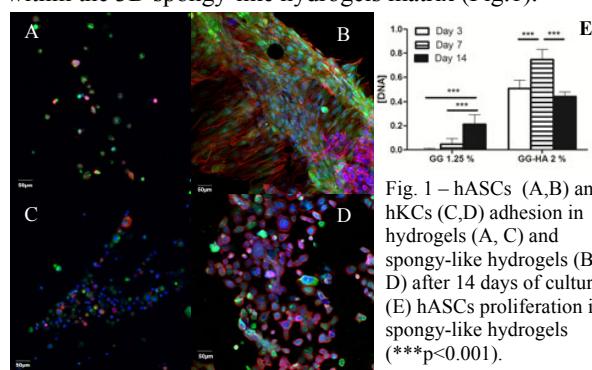 within the 3D spongy-like hydrogels matrix (Fig.1).
A
B
E
Day 3
Day 7
Day 14
***
***
***
***
[DNA]
1.0
0.8
0.6
0.4
0.2
0.0
GG 1.25 %
GG-HA 2 %
50µm
50µm
C
D
50µm
50µm
Fig. 1 – hASCs (A,B) an
hKCs (C,D) adhesion in
hydrogels (A, C) and
spongy-like hydrogels (B
D) after 14 days of cultur
(E) hASCs proliferation i
spongy-like hydrogels
(***p<0.001).